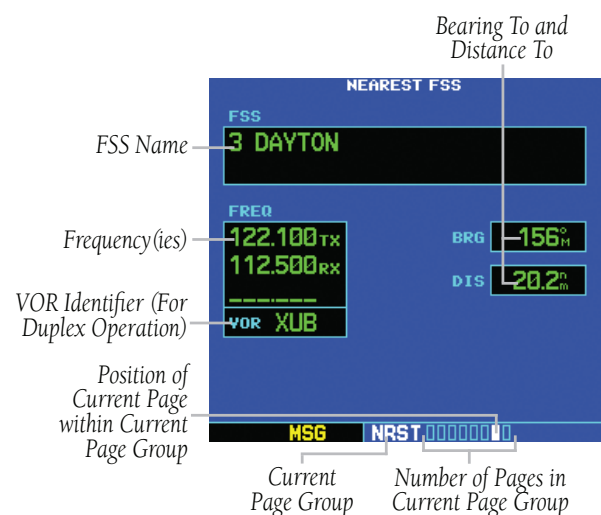 Bearing To and
Distance To
NEAREST FSS
FSS
FSS Name
3 DAYTON
FREQ
Frequency(ies)
122.100TX
BRG 156°M
112.500RX
DIS 20.2nm
___.___
VOR Identifier (For
Duplex Operation)
VOR XUB
Position of
Current Page
within Current
Page Group
MSG
NRST
Current
Page Group
Number of Pages in
Current Page Group